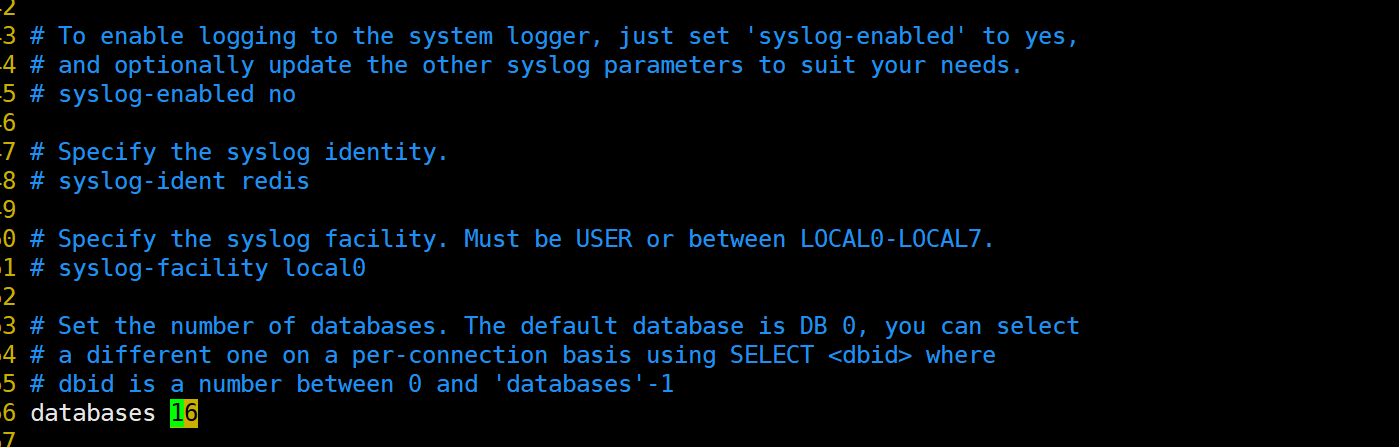 2
3 # To enable logging to the system logger, just set 'syslog-enabled' to yes,
4 # and optionally update the other syslog parameters to suit your needs.
5 # syslog-enabled no
6
7 # Specify the syslog identity.
8 # syslog-ident redis
9
0 # Specify the syslog facility. Must be USER or between LOCAL0-LOCAL7.
1 # syslog-facility local0
2
3 # Set the number of databases. The default database is DB 0, you can select
4 # a different one on a per-connection basis using SELECT <dbid> where
5 # dbid is a number between 0 and 'databases'-1
6 databases 16
7